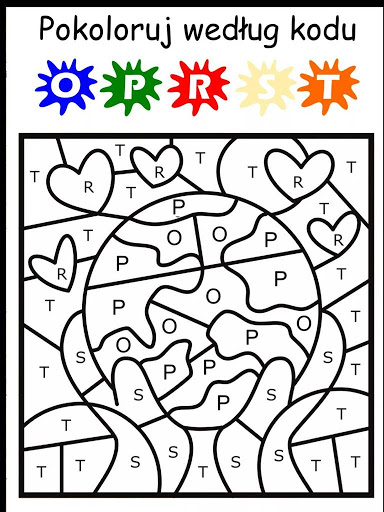 Pokoloruj według kodu
O P R S T
T T R T
T R T R T
P T
T O O P R
P
R P T
T P O O
O P
S P P S T
T
S P S
T T
T T S S T S T T